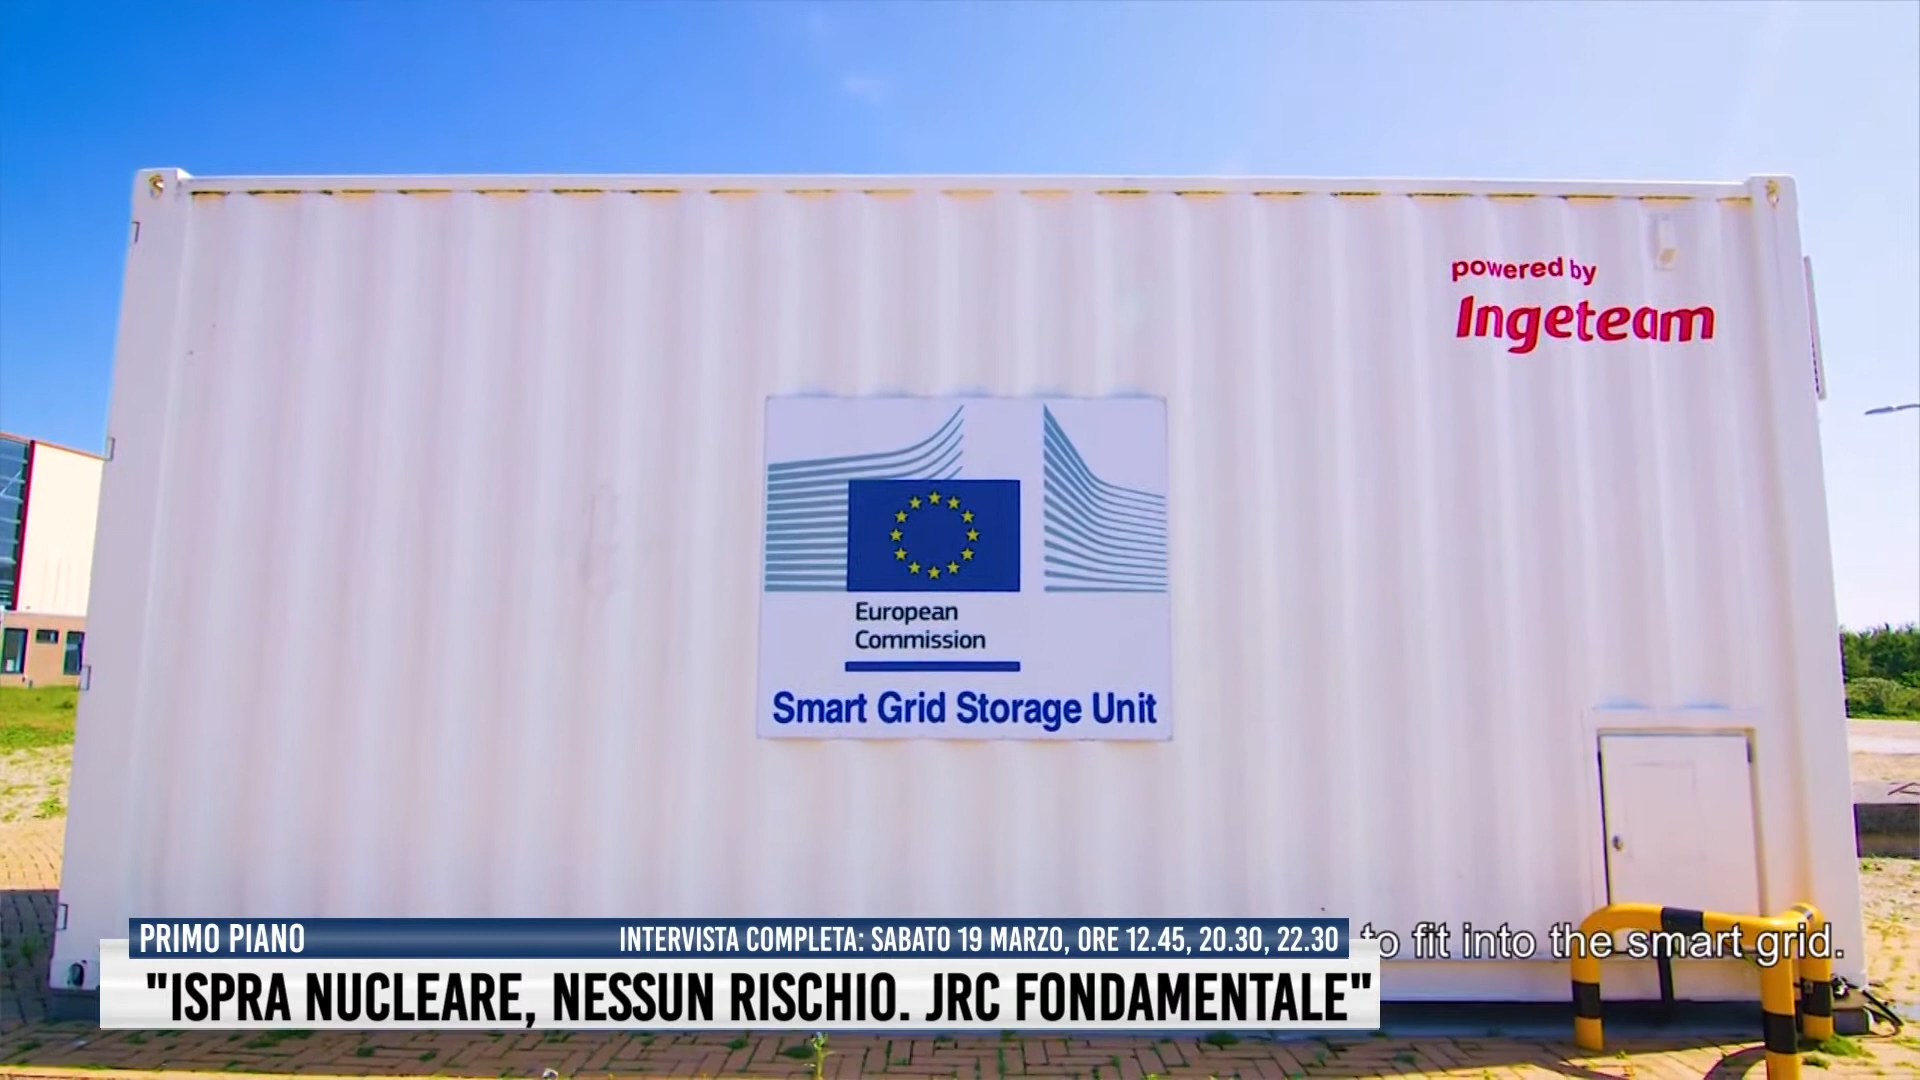 powered by
Ingeteam
European
Commission
Smart Grid Storage Unit
PRIMO PIANO
INTERVISTA COMPLETA: SABATO 19 MARZO, ORE 12.45, 20.30, 22.30
to fit into the smart grid.
"ISPRA NUCLEARE, NESSUN RISCHIO. JRC FONDAMENTALE"